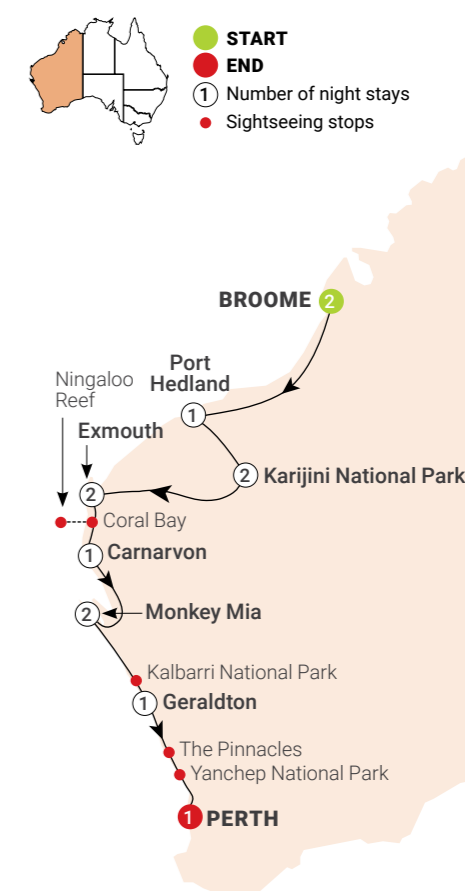 START
END
1 Number of night stays
Sightseeing stops
BROOME 2
Port
Hedland
1
Ningaloo
Reef
Exmouth
2 Karijini National Park
2
Coral Bay
1 Carnarvon
2 Monkey Mia
Kalbarri National Park
1 Geraldton
The Pinnacles
Yanchep National Park
1 PERTH